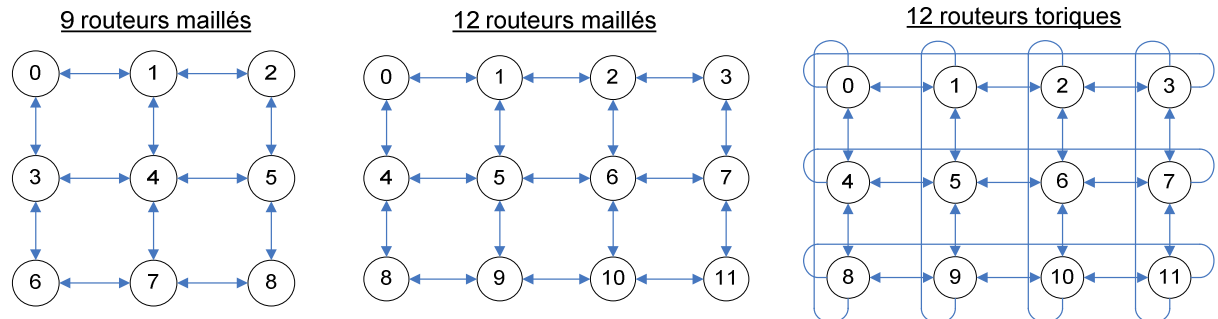 9 routeurs maillés
0 1 2
3 4 5
6 7 8
12 routeurs maillés
0 1 2 3
4 5 6 7
8 9 10 11
12 routeurs toriques
0 1 2 3
4 5 6 7
8 9 10 11